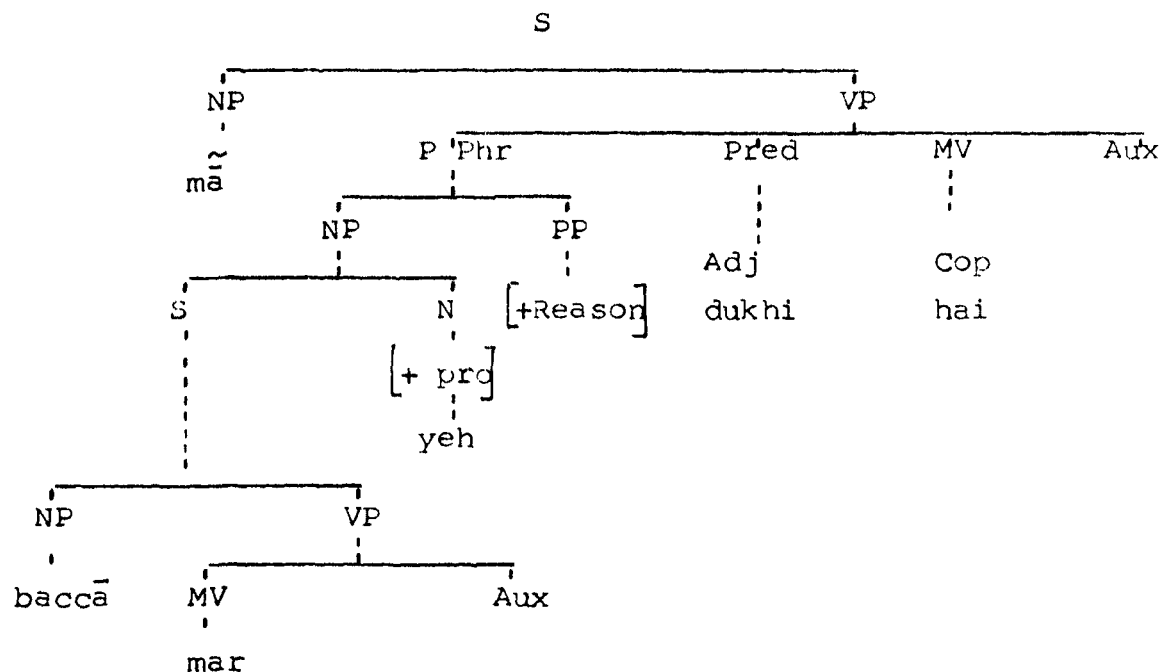 S
NP VP
mā̃ P Phr Pred MV Aux
NP PP
Adj Cop
S N [+Reason] dukhi hai
[+ pro]
yeh
NP VP
baccā MV Aux
mar